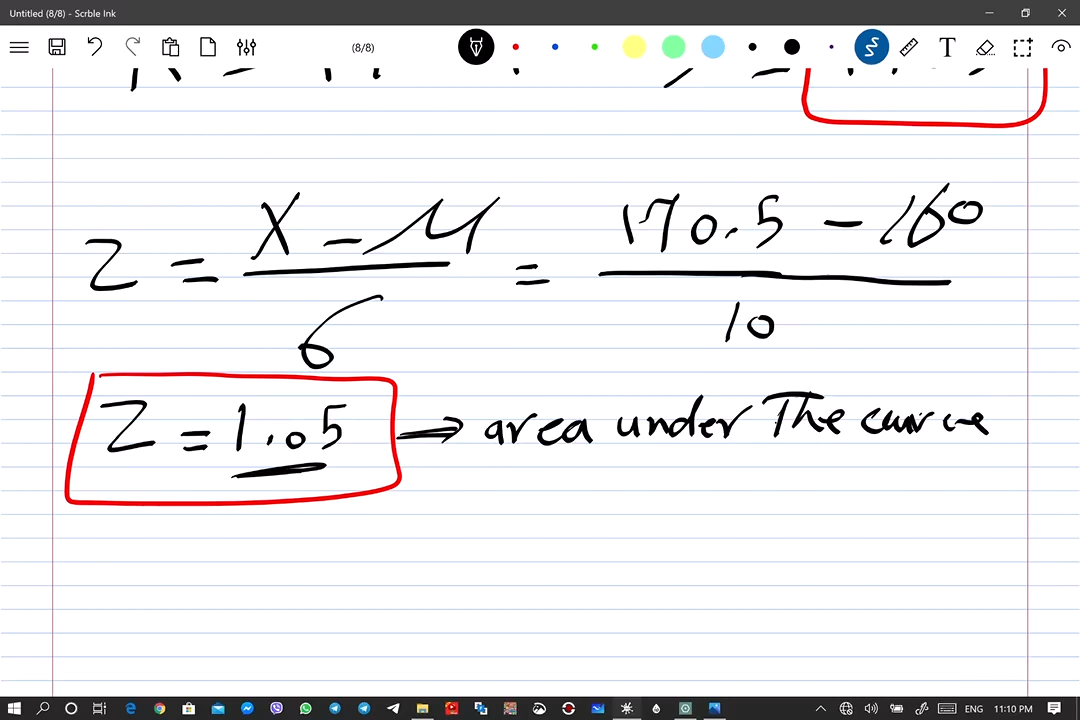 Untitled (8/8) - Scrble Ink
(8/8)
Z = X - μ / σ = 170.5 - 160 / 10
Z = 1.05 ⇒ area under The curve
ENG 11:10 PM